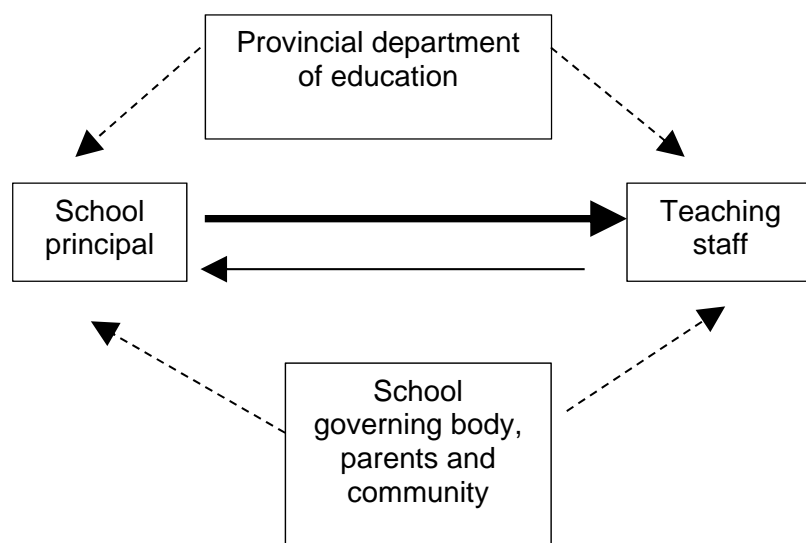 Provincial department
of education
School
principal
Teaching
staff
School
governing body,
parents and
community